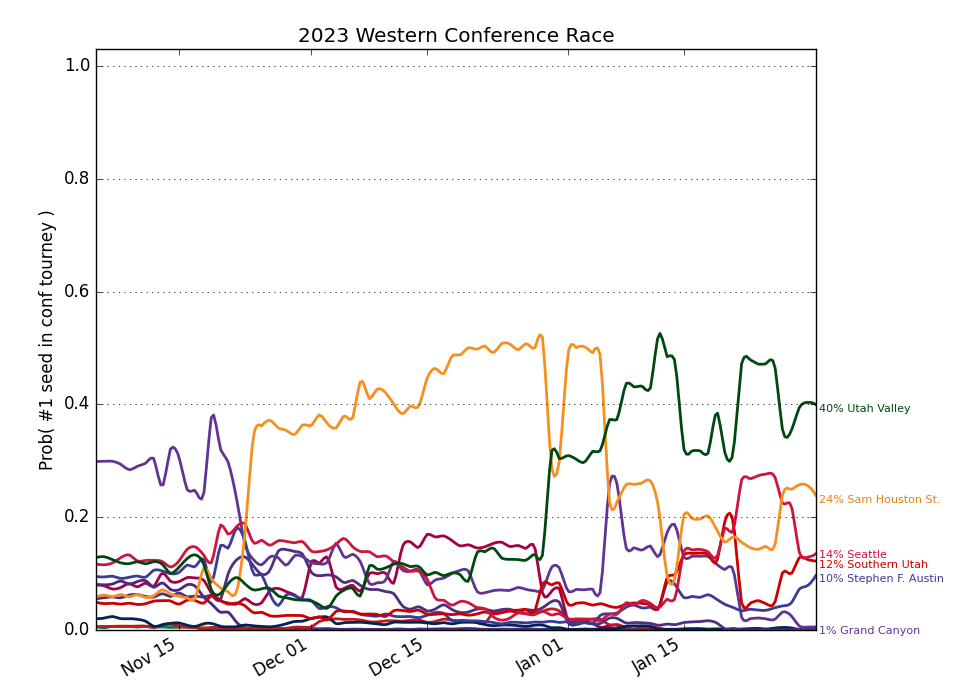 2023 Western Conference Race
Prob( #1 seed in conf tourney )
1.0
0.8
0.6
0.4
0.2
0.0
Nov 15
Dec 01
Dec 15
Jan 01
Jan 15
40% Utah Valley
24% Sam Houston St.
14% Seattle
12% Southern Utah
10% Stephen F. Austin
1% Grand Canyon